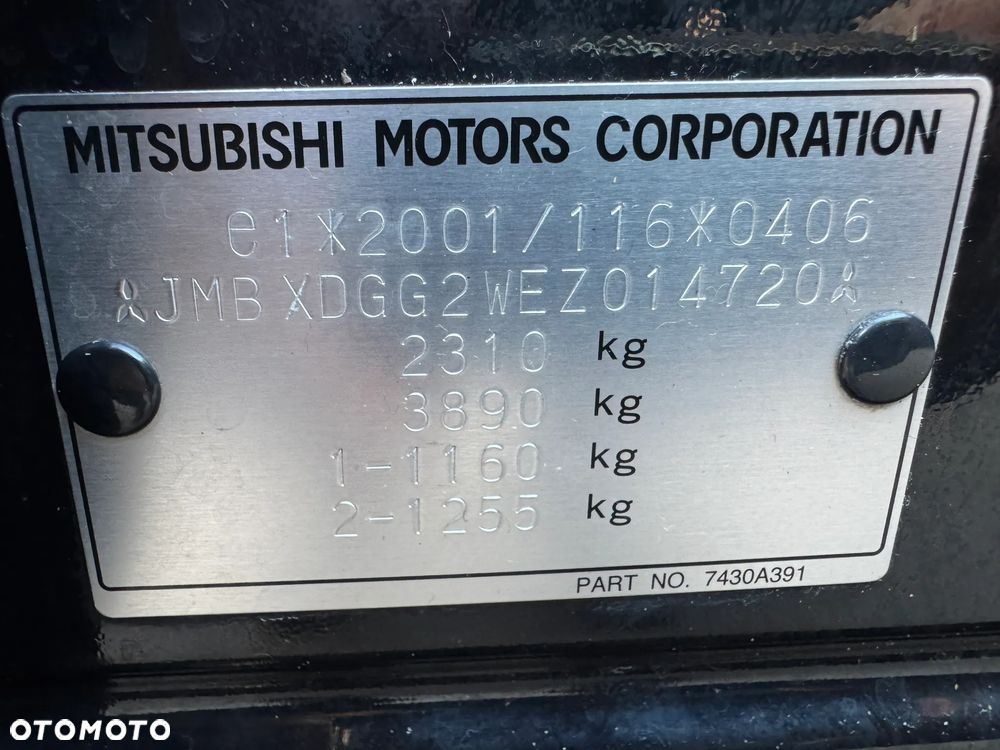 MITSUBISHI MOTORS CORPORATION
e1*2001/116*0406
JMBXDGG2WEZ014720
2310 kg
3890 kg
1-1160 kg
2-1255 kg
PART NO. 7430A391
OTOMOTO